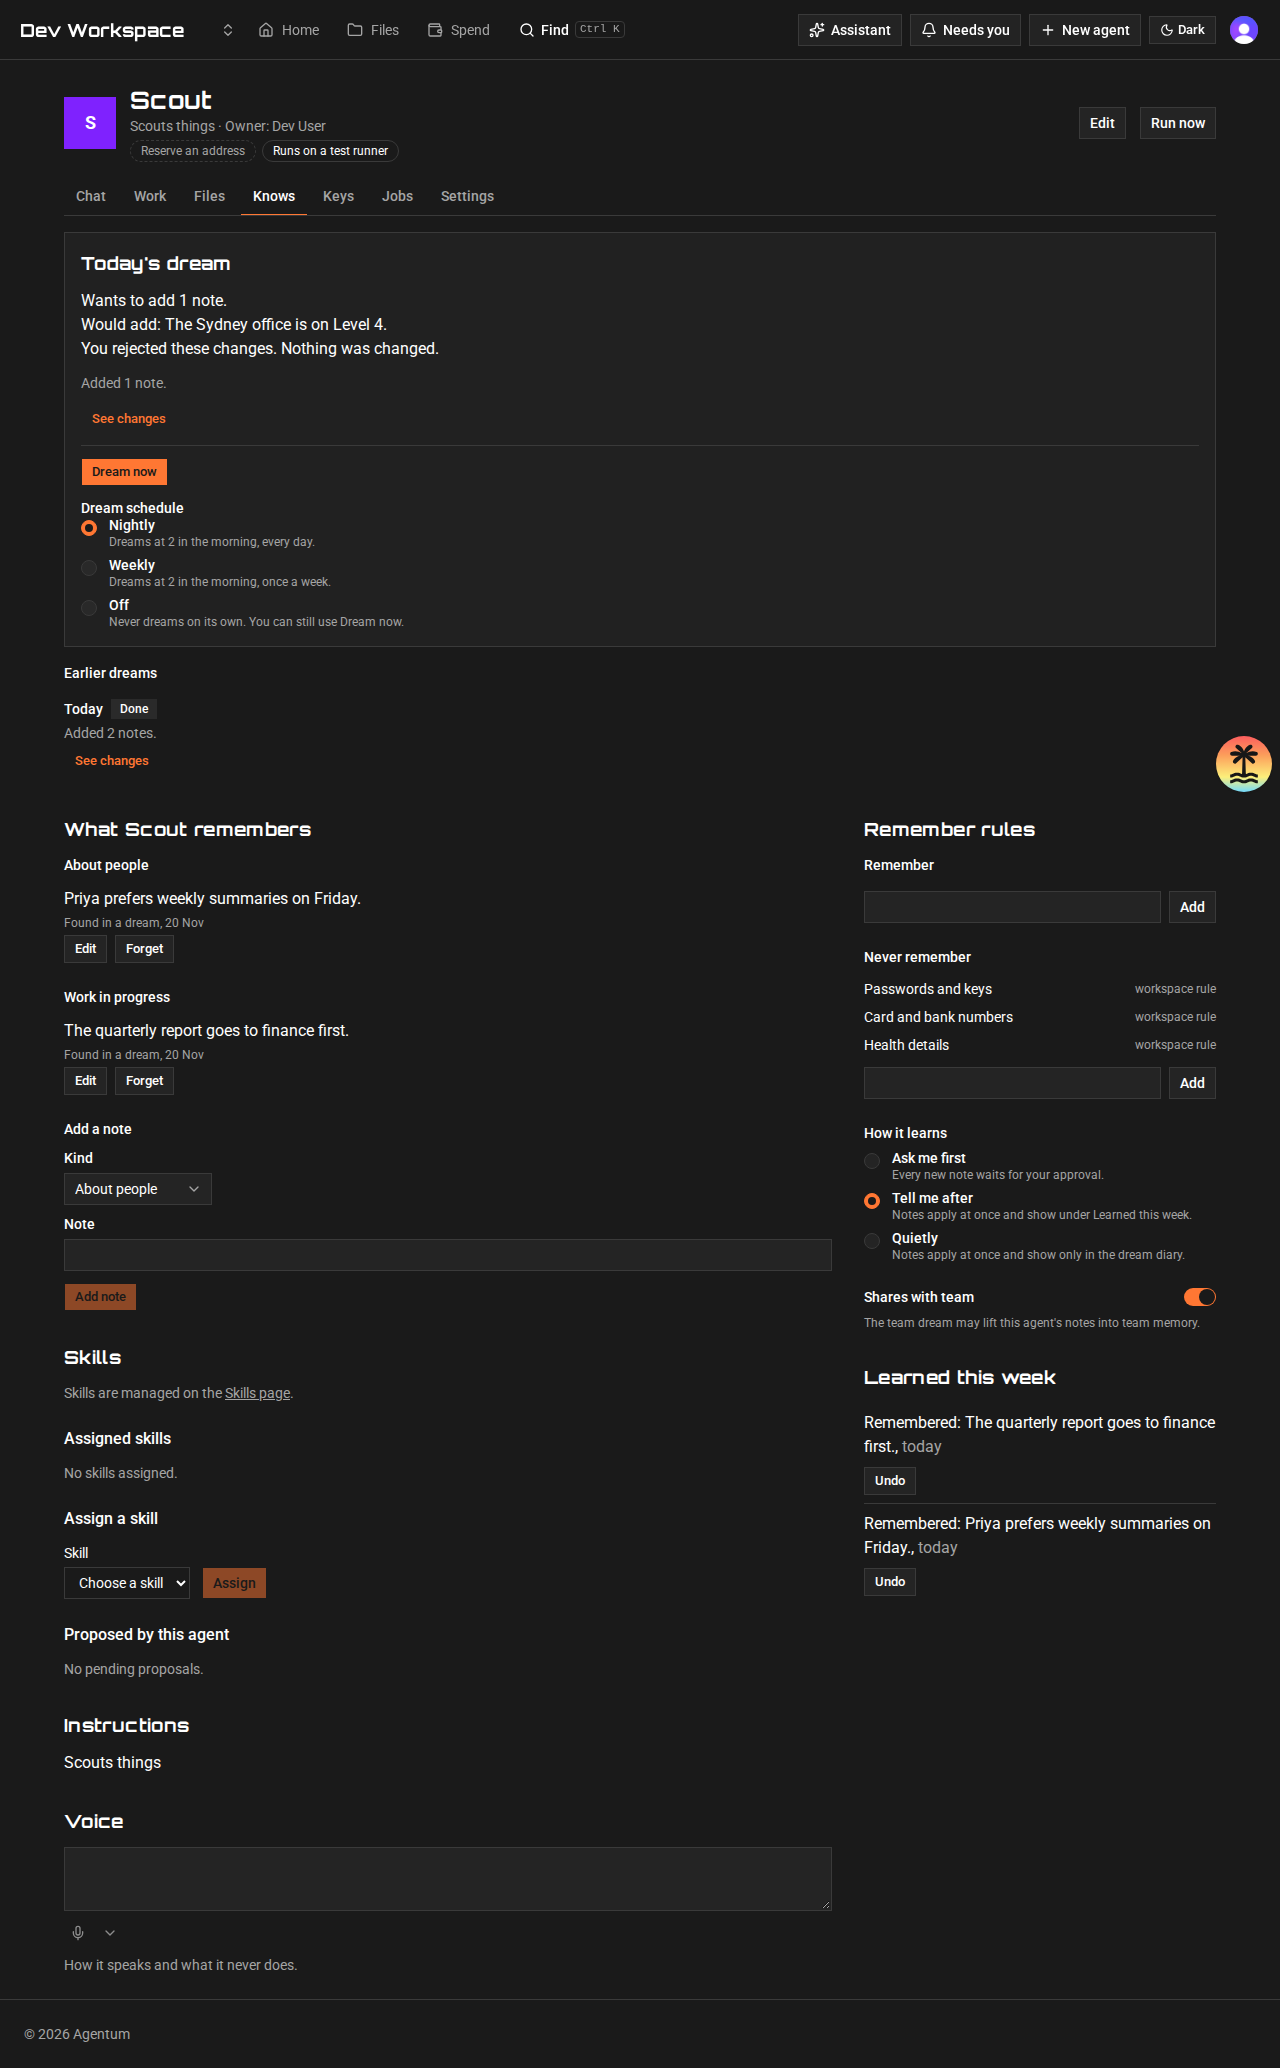 Dev Workspace
Home
Files
Spend
Find Ctrl K
Assistant
Needs you
New agent
Dark
S
Scout
Scouts things · Owner: Dev User
Reserve an address
Runs on a test runner
Edit
Run now
Chat
Work
Files
Knows
Keys
Jobs
Settings
Today's dream
Wants to add 1 note.
Would add: The Sydney office is on Level 4.
You rejected these changes. Nothing was changed.
Added 1 note.
See changes
Dream now
Dream schedule
Nightly
Dreams at 2 in the morning, every day.
Weekly
Dreams at 2 in the morning, once a week.
Off
Never dreams on its own. You can still use Dream now.
Earlier dreams
Today Done
Added 2 notes.
See changes
What Scout remembers
About people
Priya prefers weekly summaries on Friday.
Found in a dream, 20 Nov
Edit
Forget
Work in progress
The quarterly report goes to finance first.
Found in a dream, 20 Nov
Edit
Forget
Add a note
Kind
About people
Note
Add note
Skills
Skills are managed on the Skills page.
Assigned skills
No skills assigned.
Assign a skill
Skill
Choose a skill
Assign
Proposed by this agent
No pending proposals.
Instructions
Scouts things
Voice
How it speaks and what it never does.
Remember rules
Remember
Add
Never remember
Passwords and keys workspace rule
Card and bank numbers workspace rule
Health details workspace rule
Add
How it learns
Ask me first
Every new note waits for your approval.
Tell me after
Notes apply at once and show under Learned this week.
Quietly
Notes apply at once and show only in the dream diary.
Shares with team
The team dream may lift this agent's notes into team memory.
Learned this week
Remembered: The quarterly report goes to finance
first., today
Undo
Remembered: Priya prefers weekly summaries on
Friday., today
Undo
© 2026 Agentum